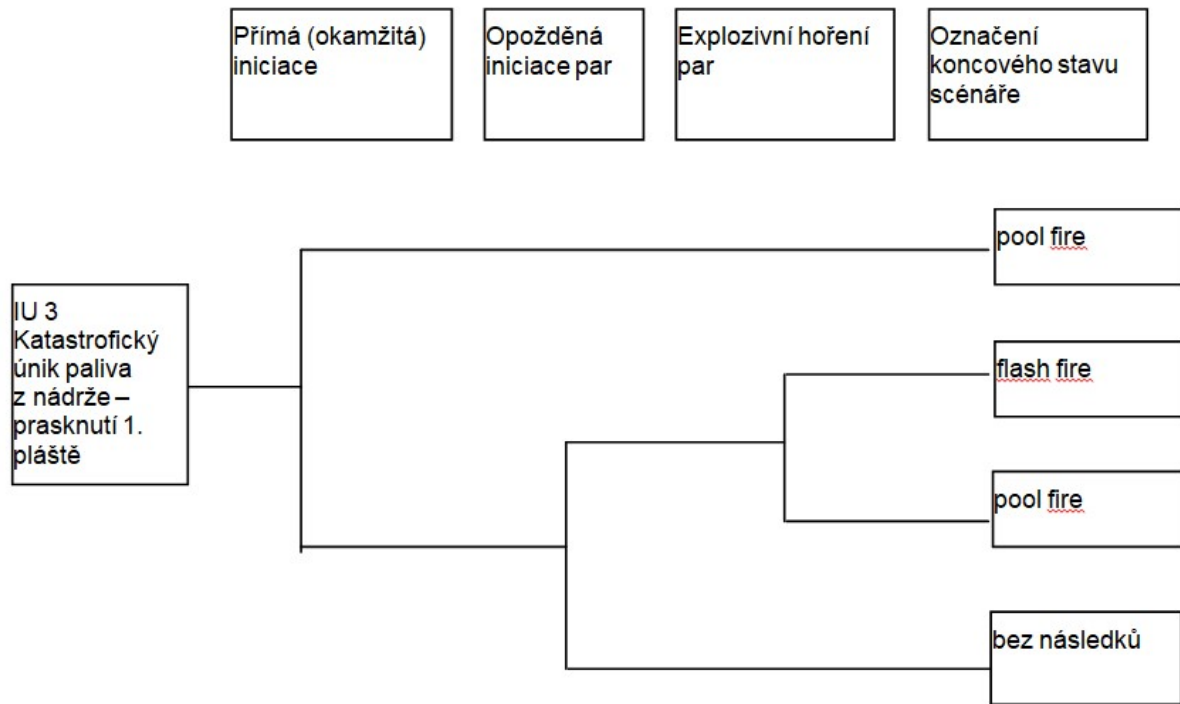 Přímá (okamžitá)
iniciace
Opožděná
iniciace par
Explozivní hoření
par
Označení
koncového stavu
scénáře
pool fire
IU 3
Katastrofický
únik paliva
z nádrže –
prasknutí 1.
pláště
flash fire
pool fire
bez následků